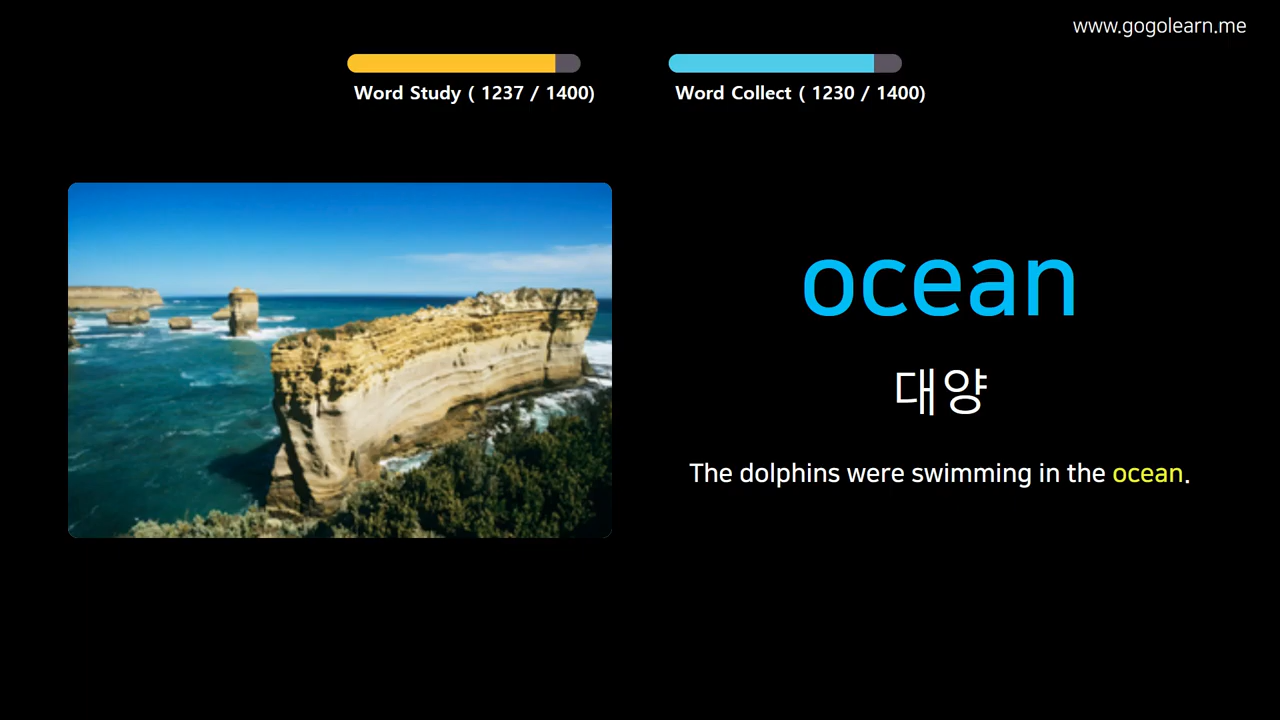 www.gogolearn.me
Word Study ( 1237 / 1400)
Word Collect ( 1230 / 1400)
ocean
대양
The dolphins were swimming in the ocean.